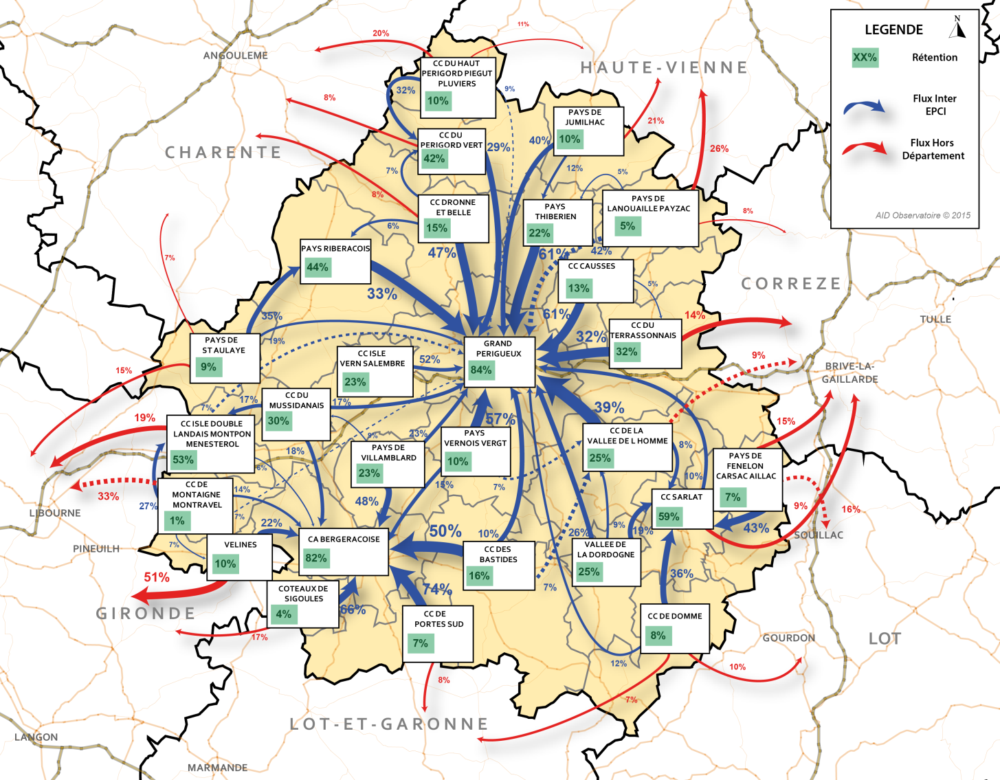 LEGENDE
N
XX%
Rétention
Flux Inter
EPCI
Flux Hors
Département
AID Observatoire © 2015
ANGOULEME
HAUTE-VIENNE
CHARENTE
CORREZE
TULLE
BRIVE-LA-
GAILLARDE
SOUILLAC
LIBOURNE
PINEUILH
GIRONDE
GOURDON
LOT
LOT-ET-GARONNE
LANGON
MARMANDE
CC DU HAUT
PERIGORD PIEGUT
PLUVIERS
10%
CC DU
PERIGORD VERT
42%
PAYS DE
JUMILHAC
10%
CC DRONNE
ET BELLE
15%
PAYS
THIBERIEN
22%
PAYS DE
LANOUAILLE PAYZAC
5%
PAYS RIBERACOIS
44%
CC CAUSSES
13%
CC DU
TERRASSONNAIS
32%
PAYS DE
ST AULAYE
9%
CC ISLE
VERN SALEMBRE
23%
GRAND
PERIGUEUX
84%
CC DU
MUSSIDANAIS
30%
CC ISLE DOUBLE
LANDAIS MONTPON
MENESTEROL
53%
PAYS DE
VILLAMBLARD
23%
PAYS
VERNOIS VERGT
10%
CC DE LA
VALLEE DE L HOMME
25%
PAYS DE
FENELON
CARSAC AILLAC
7%
CC DE
MONTAIGNE
MONTRAVEL
1%
CC SARLAT
59%
VELINES
10%
CA BERGERACOISE
82%
CC DES
BASTIDES
16%
VALLEE DE
LA DORDOGNE
25%
COTEAUX DE
SIGOULES
4%
CC DE
PORTES SUD
7%
CC DE DOMME
8%
20%
11%
32%
9%
8%
29%
40%
21%
26%
7%
12%
5%
8%
6%
8%
47%
61%
42%
7%
33%
5%
61%
35%
19%
32%
14%
52%
9%
15%
17%
17%
7%
19%
39%
57%
9%
23%
15%
18%
8%
6%
10%
15%
7%
33%
14%
27%
7%
48%
9%
16%
22%
50%
10%
26%
9%
19%
43%
7%
51%
74%
7%
36%
66%
17%
12%
10%
8%
7%